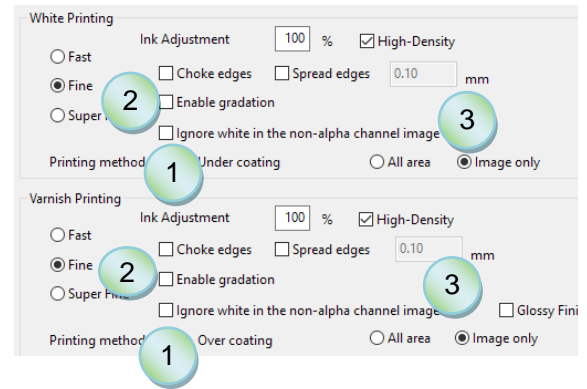 White Printing
Ink Adjustment 100 % High-Density
Fast
Choke edges Spread edges 0.10 mm
Fine
2 Enable gradation
Super
3
Ignore white in the non-alpha channel image
Printing method 1 Under coating All area Image only
Varnish Printing
Ink Adjustment 100 % High-Density
Fast
Choke edges Spread edges 0.10 mm
Fine
2 Enable gradation
3
Super Fine
Ignore white in the non-alpha channel image Glossy Fini
Printing method 1 Over coating All area Image only